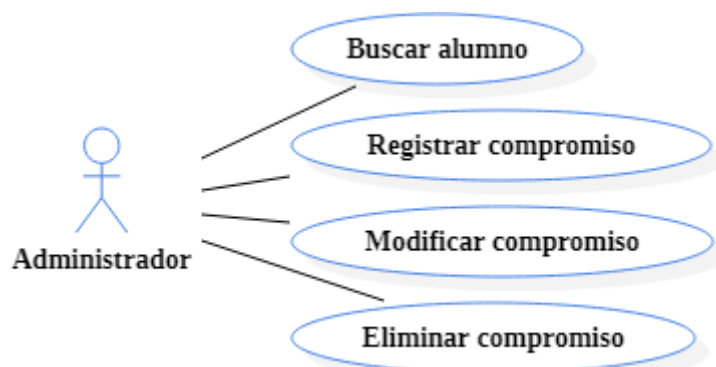 Buscar alumno
Registrar compromiso
Modificar compromiso
Administrador
Eliminar compromiso